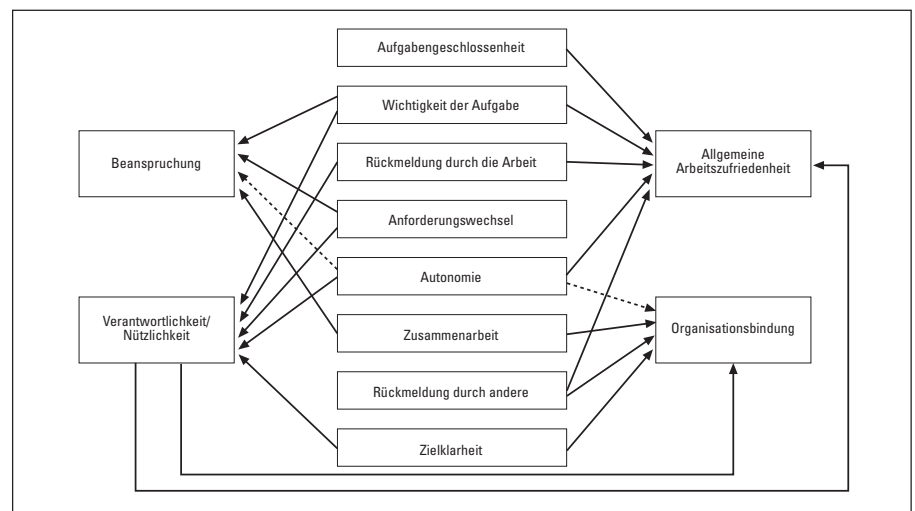 Aufgabengeschlossenheit
Wichtigkeit der Aufgabe
Beanspruchung
Rückmeldung durch die Arbeit
Allgemeine
Arbeitszufriedenheit
Anforderungswechsel
Autonomie
Verantwortlichkeit/
Nützlichkeit
Zusammenarbeit
Organisationsbindung
Rückmeldung durch andere
Zielklarheit